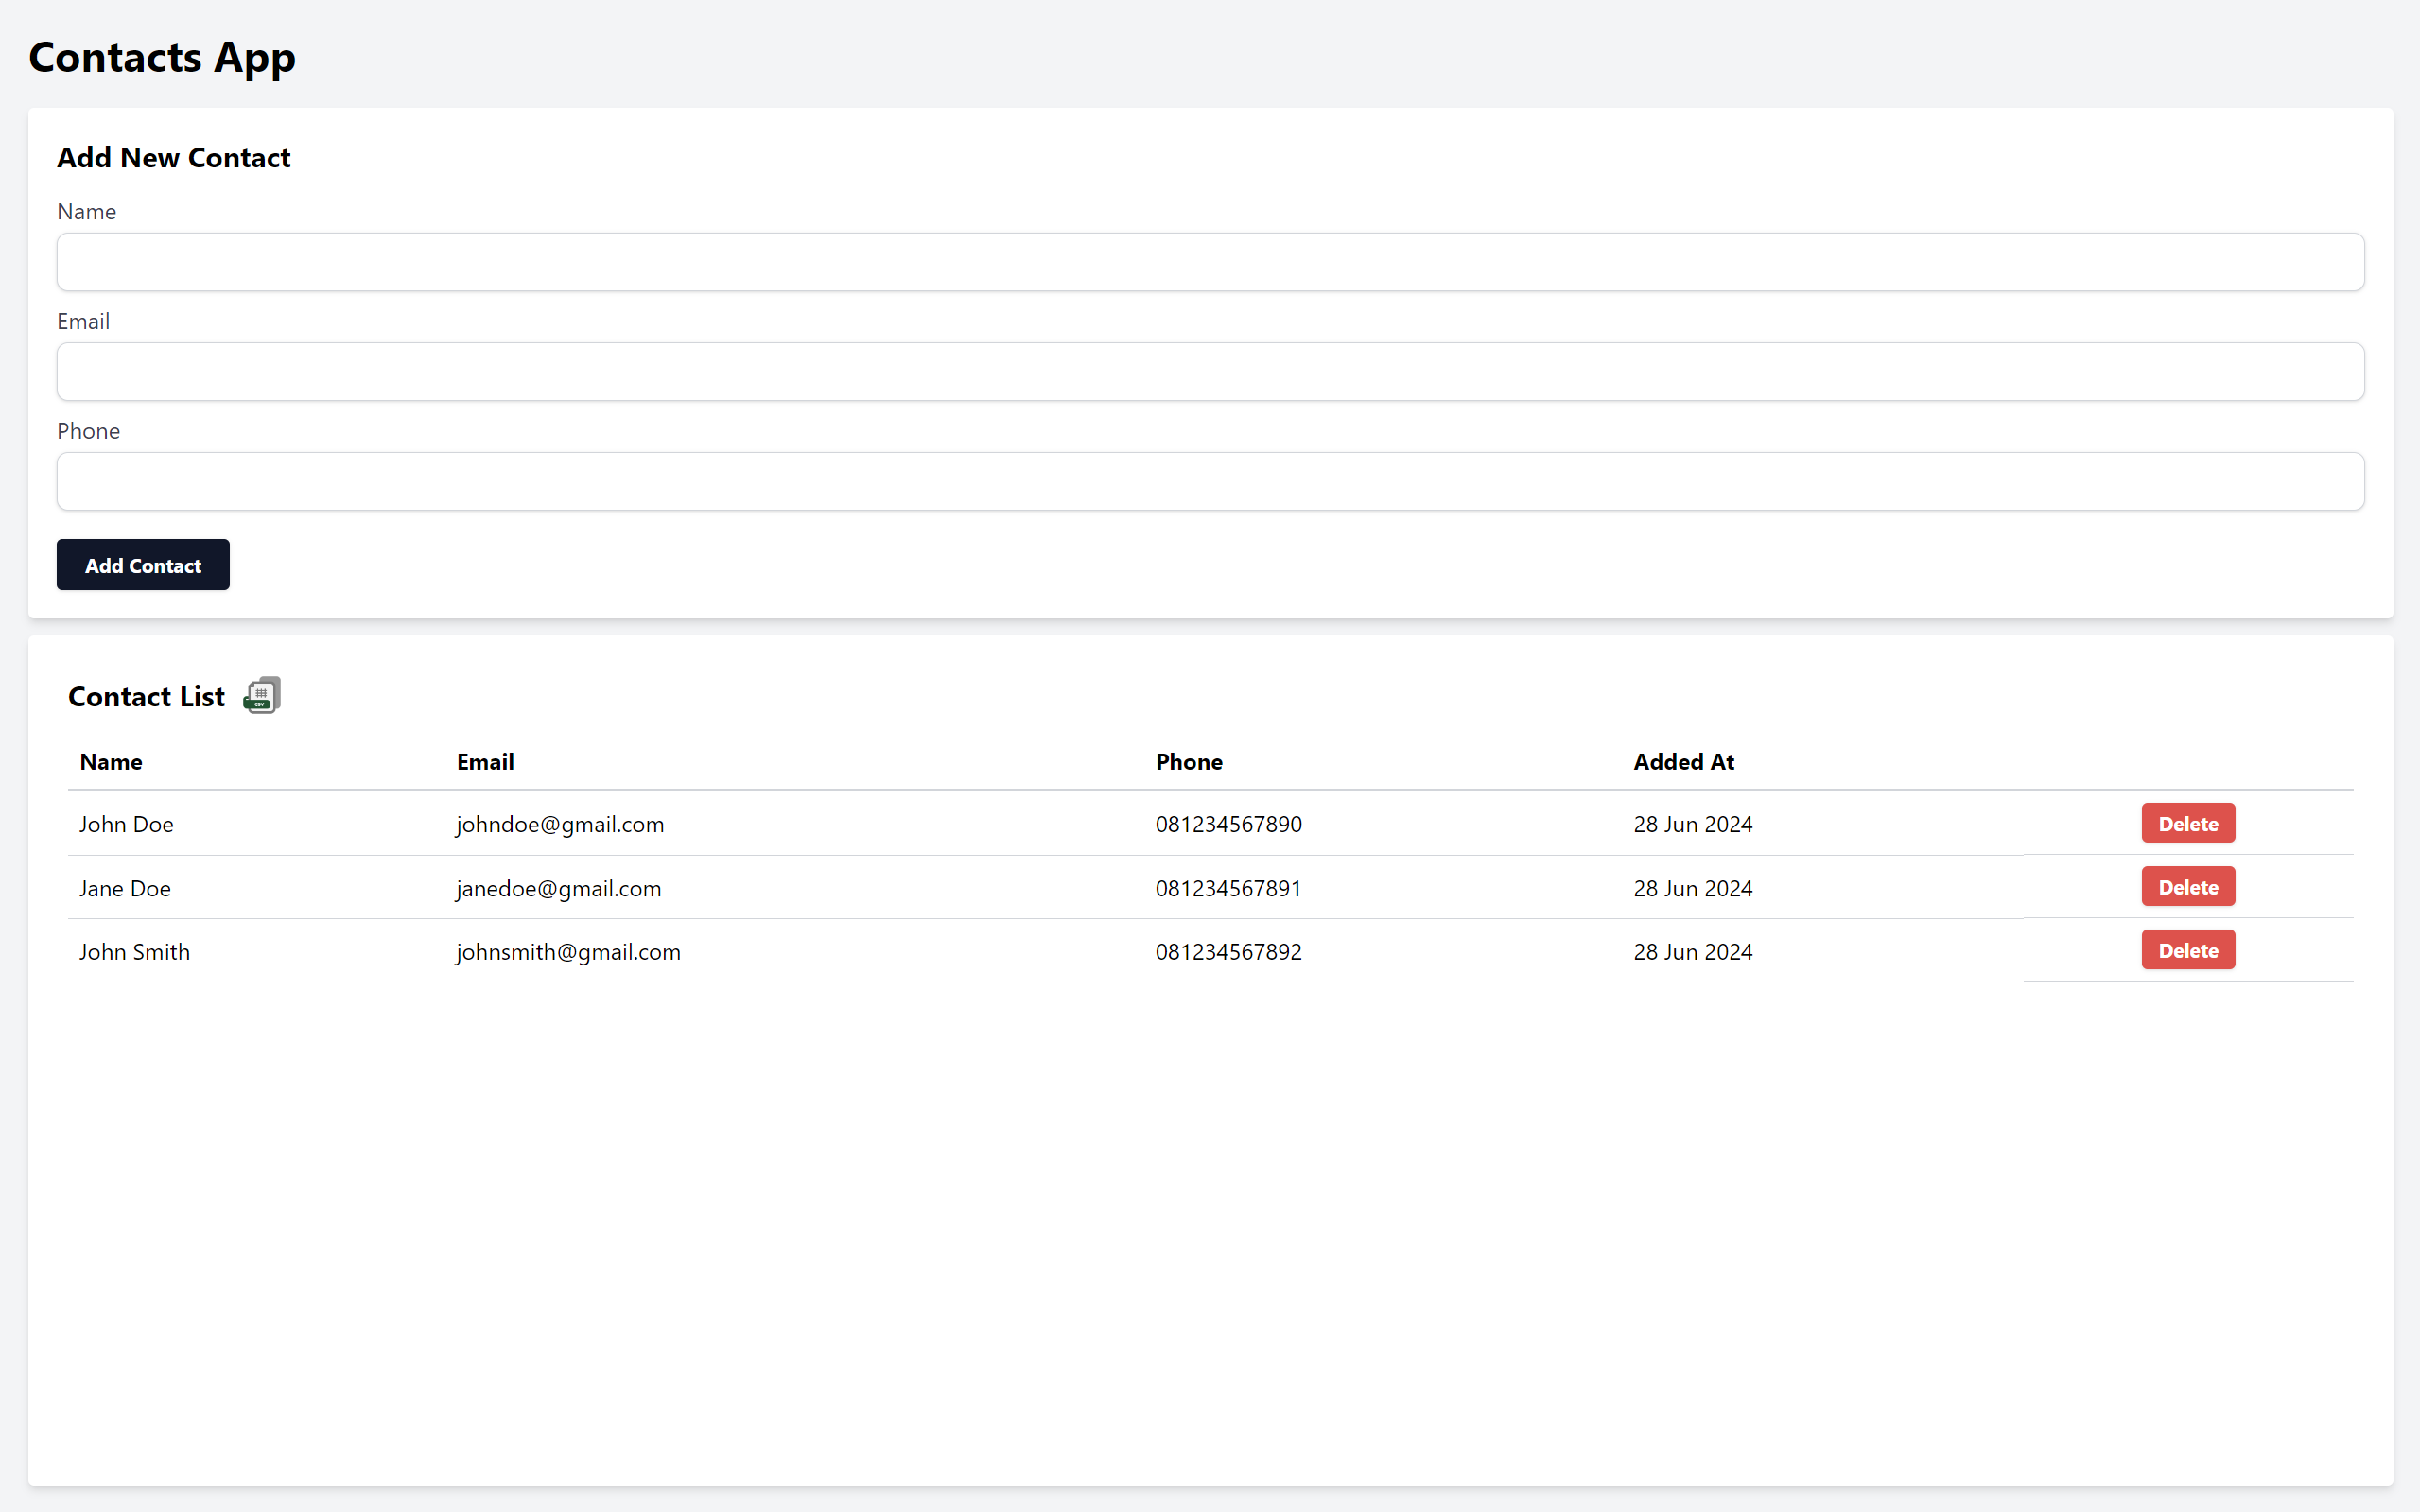 Contacts App
Add New Contact
Name
Email
Phone
Add Contact
Contact List CSV
Name Email Phone Added At
John Doe johndoe@gmail.com 081234567890 28 Jun 2024 Delete
Jane Doe janedoe@gmail.com 081234567891 28 Jun 2024 Delete
John Smith johnsmith@gmail.com 081234567892 28 Jun 2024 Delete